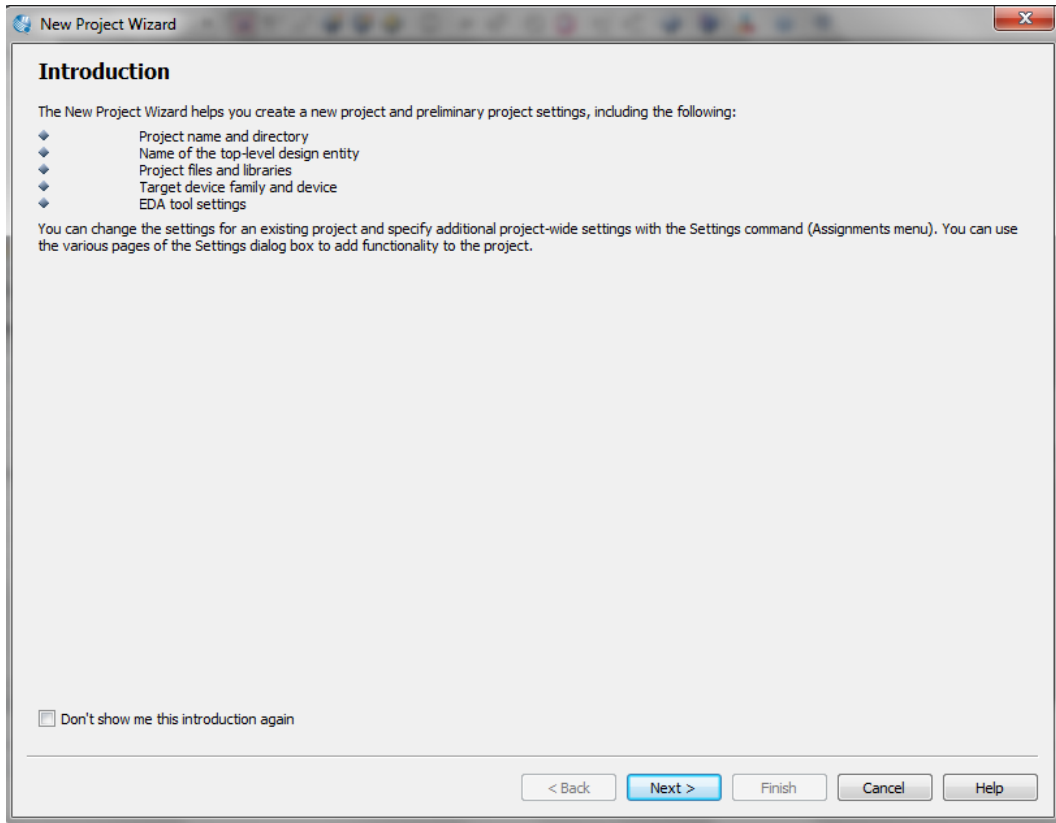 New Project Wizard
Introduction
The New Project Wizard helps you create a new project and preliminary project settings, including the following:
Project name and directory
Name of the top-level design entity
Project files and libraries
Target device family and device
EDA tool settings
You can change the settings for an existing project and specify additional project-wide settings with the Settings command (Assignments menu). You can use
the various pages of the Settings dialog box to add functionality to the project.
Don't show me this introduction again
< Back Next > Finish Cancel Help